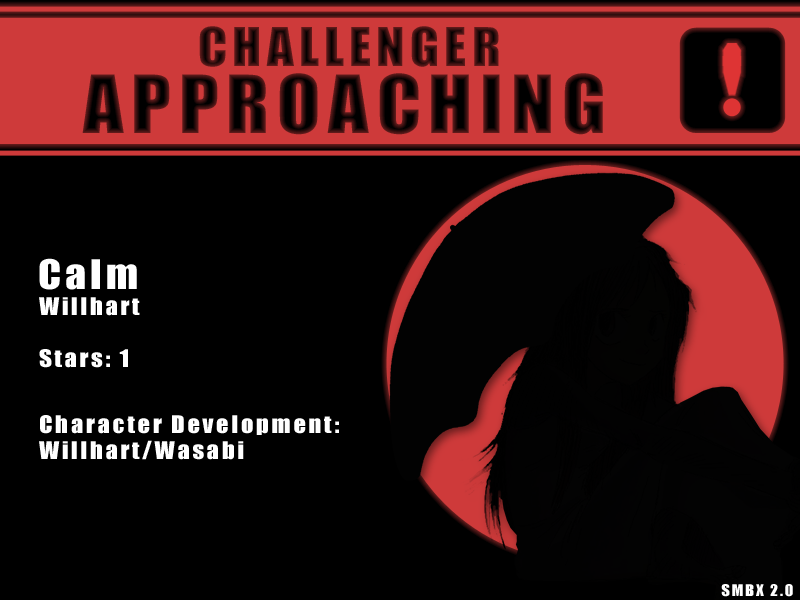 CHALLENGER
APPROACHING
!
Calm
Willhart
Stars: 1
Character Development:
Willhart/Wasabi
SMBX 2.0